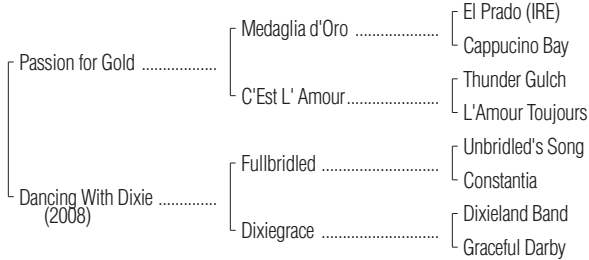 El Prado (IRE)
Medaglia d'Oro ....................
Cappucino Bay
Passion for Gold ..................
Thunder Gulch
C'Est L' Amour......................
L'Amour Toujours
Unbridled's Song
Fullbridled ............................
Constantia
Dancing With Dixie ..............
(2008)
Dixieland Band
Dixiegrace ............................
Graceful Darby